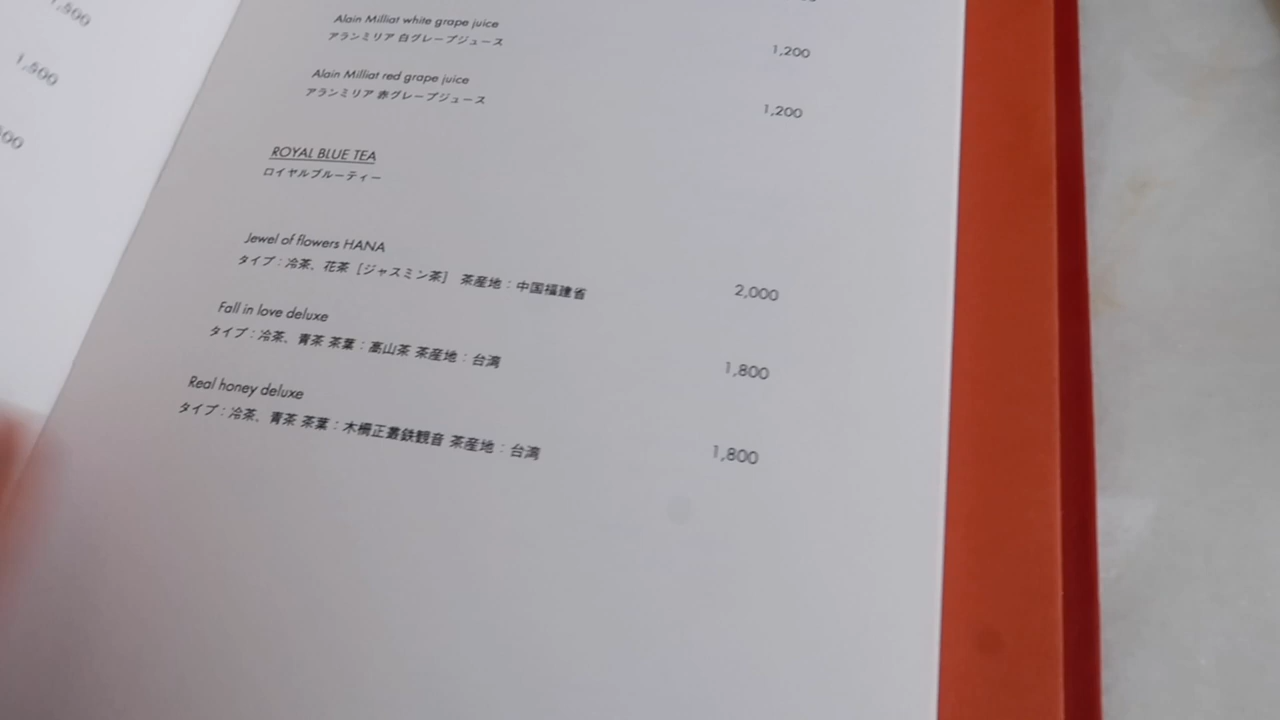 1,500
1,500
Alain Milliat white grape juice
アランミリア 白グレープジュース
1,200
Alain Milliat red grape juice
アランミリア 赤グレープジュース
1,200
ROYAL BLUE TEA
ロイヤルブルーティー
Jewel of flowers HANA
タイプ：冷茶、花茶［ジャスミン茶］ 茶産地：中国福建省
2,000
Fall in love deluxe
タイプ：冷茶、青茶 茶葉：高山茶 茶産地：台湾
1,800
Real honey deluxe
タイプ：冷茶、青茶 茶葉：木柵正叢鉄観音 茶産地：台湾
1,800